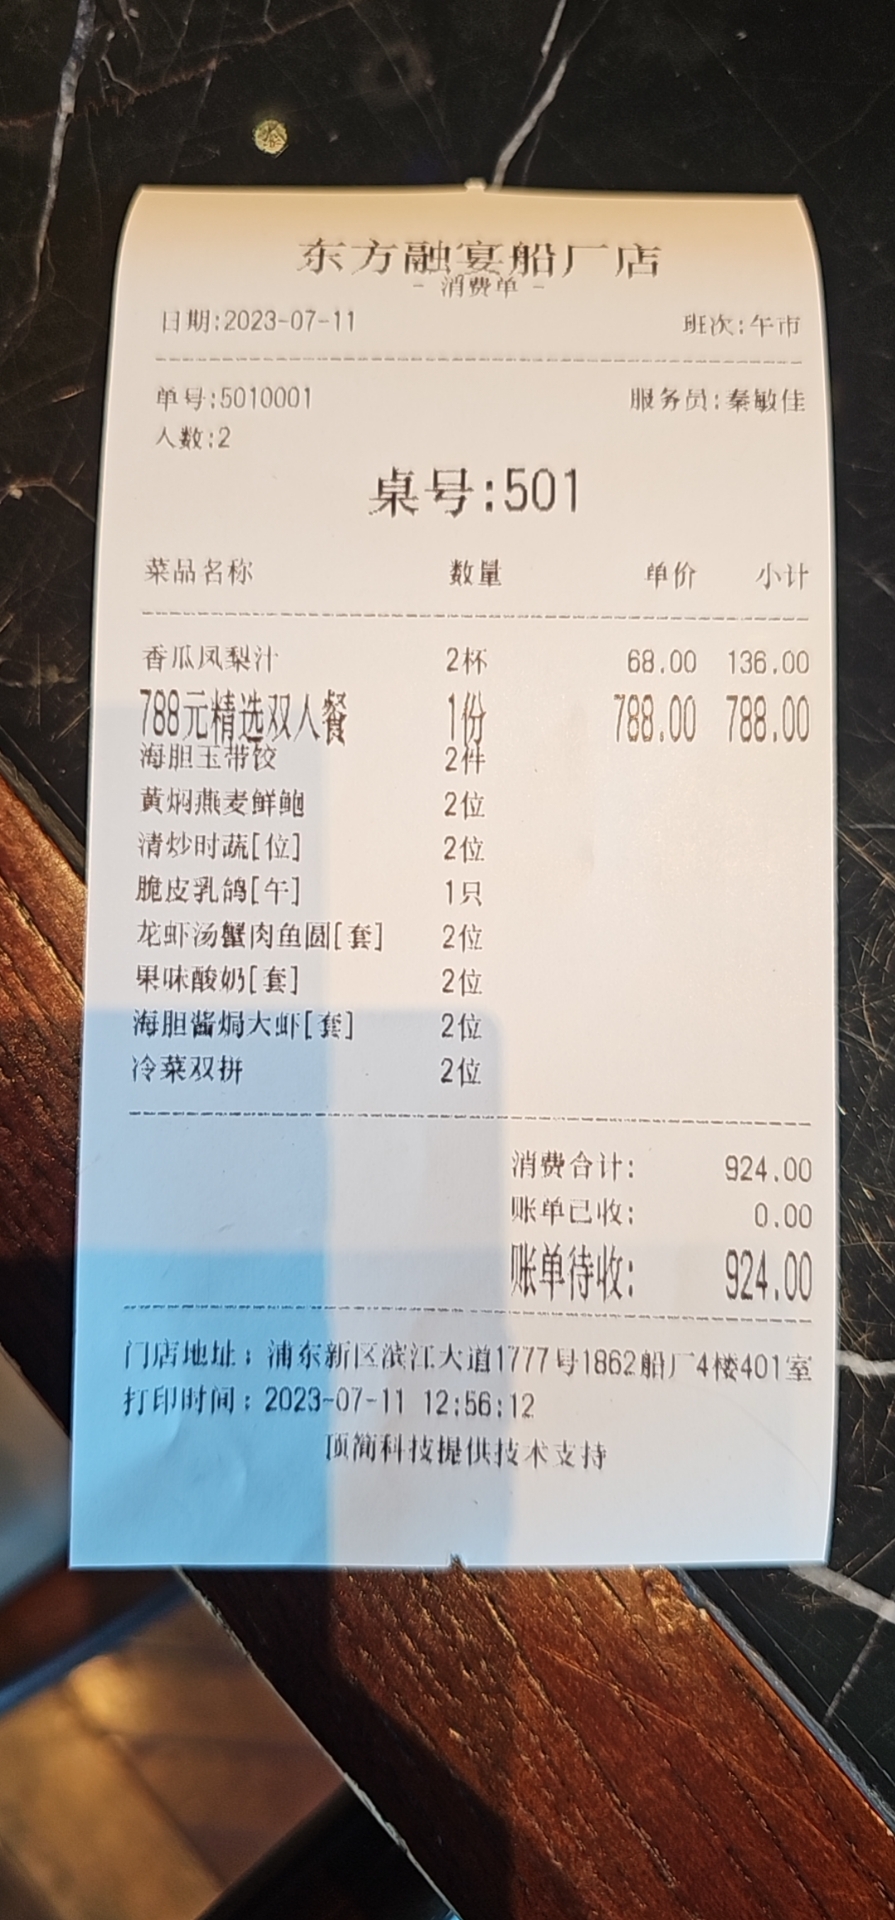 东方融宴船厂店
- 消费单 -
日期:2023-07-11 班次:午市
单号:5010001 服务员:秦敏佳
人数:2
桌号:501
菜品名称 数量 单价 小计
香瓜凤梨汁 2杯 68.00 136.00
788元精选双人餐 1份 788.00 788.00
海胆玉带饺 2件
黄焖燕麦鲜鲍 2位
清炒时蔬[位] 2位
脆皮乳鸽[午] 1只
龙虾汤蟹肉鱼圆[套] 2位
果味酸奶[套] 2位
海胆酱焗大虾[套] 2位
冷菜双拼 2位
消费合计: 924.00
账单已收: 0.00
账单待收: 924.00
门店地址：浦东新区滨江大道1777号1862船厂4楼401室
打印时间：2023-07-11 12:56:12
顶简科技提供技术支持